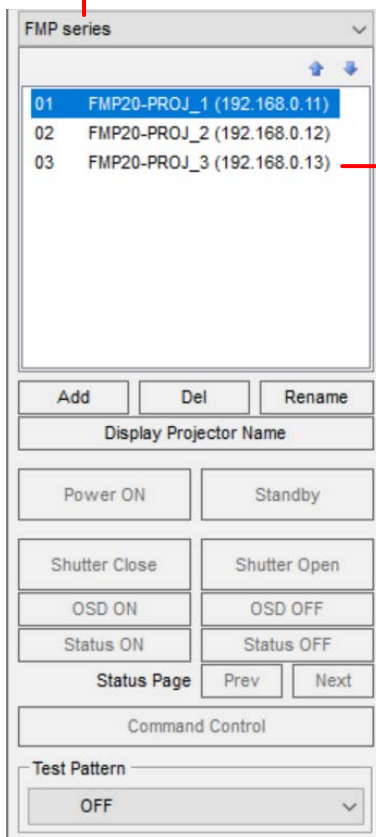 FMP series
01 FMP20-PROJ_1 (192.168.0.11)
02 FMP20-PROJ_2 (192.168.0.12)
03 FMP20-PROJ_3 (192.168.0.13)
Add Del Rename
Display Projector Name
Power ON Standby
Shutter Close Shutter Open
OSD ON OSD OFF
Status ON Status OFF
Status Page Prev Next
Command Control
Test Pattern
OFF